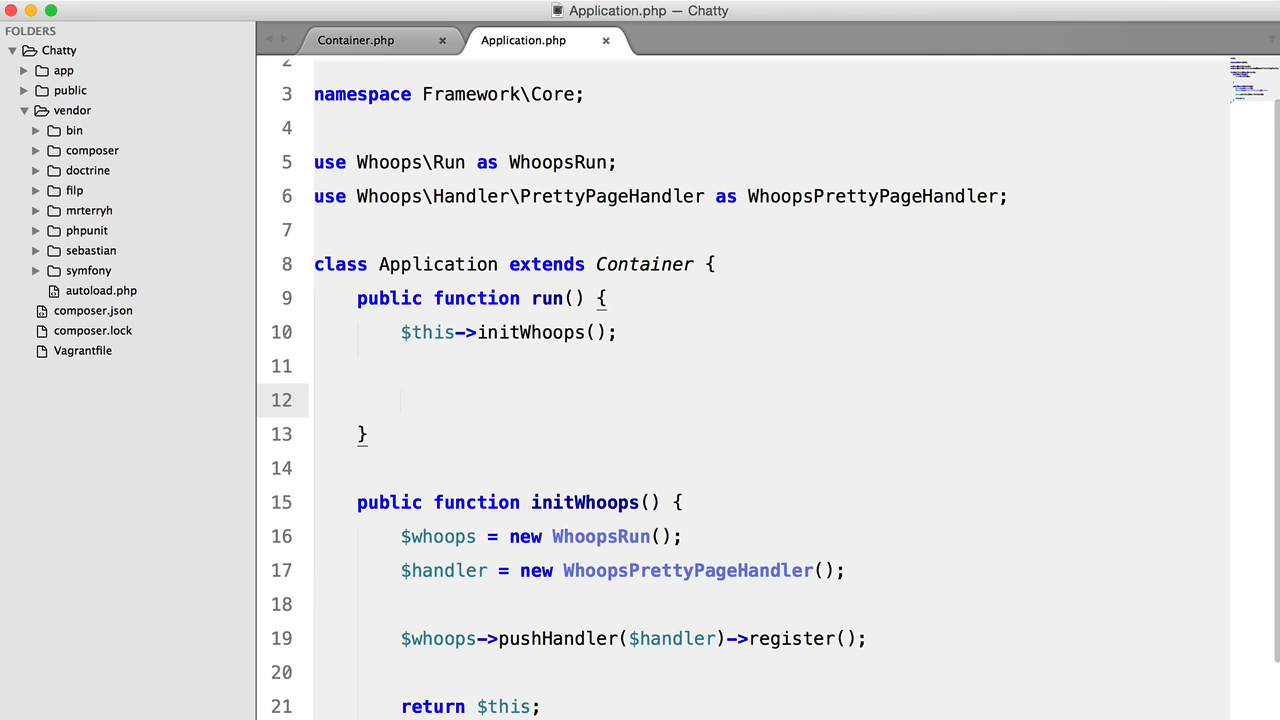 Application.php — Chatty
FOLDERS
Chatty
app
public
vendor
bin
composer
doctrine
filp
mrterryh
phpunit
sebastian
symfony
autoload.php
composer.json
composer.lock
Vagrantfile
Container.php ×
Application.php ×
2
3 namespace Framework\Core;
4
5 use Whoops\Run as WhoopsRun;
6 use Whoops\Handler\PrettyPageHandler as WhoopsPrettyPageHandler;
7
8 class Application extends Container {
9 public function run() {
10 $this->initWhoops();
11
12
13 }
14
15 public function initWhoops() {
16 $whoops = new WhoopsRun();
17 $handler = new WhoopsPrettyPageHandler();
18
19 $whoops->pushHandler($handler)->register();
20
21 return $this;